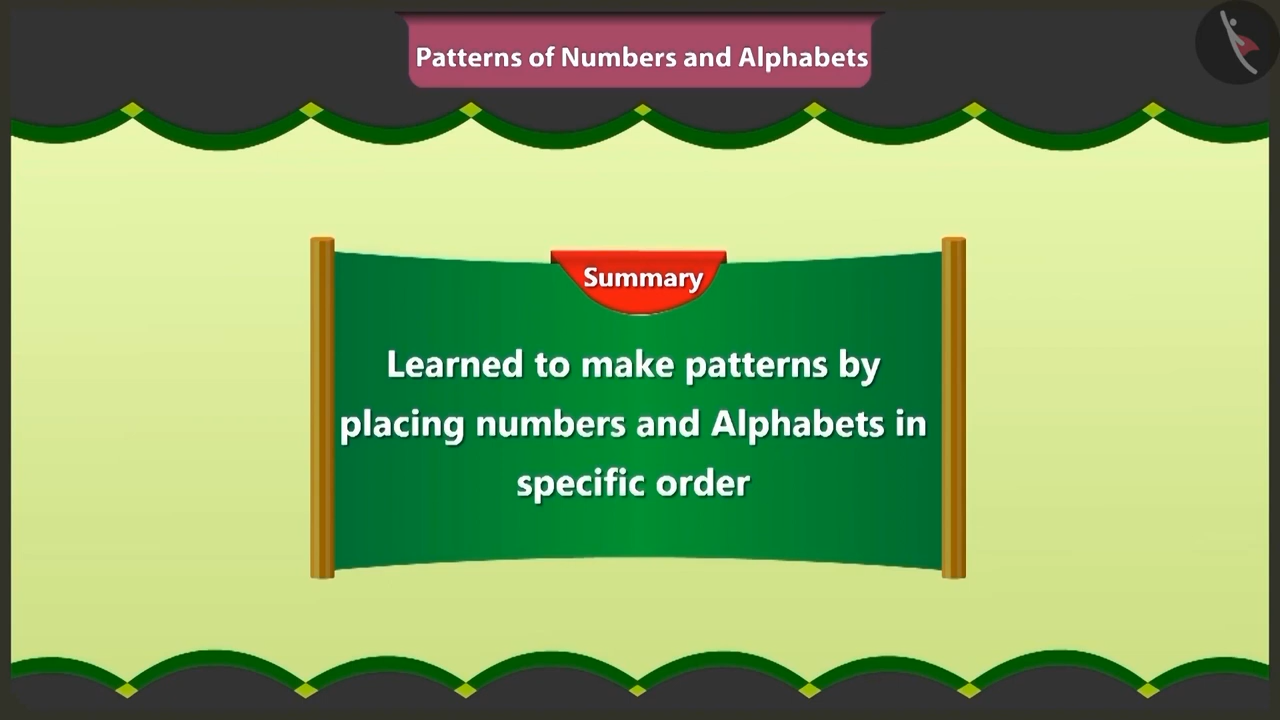 Patterns of Numbers and Alphabets
Summary
Learned to make patterns by
placing numbers and Alphabets in
specific order